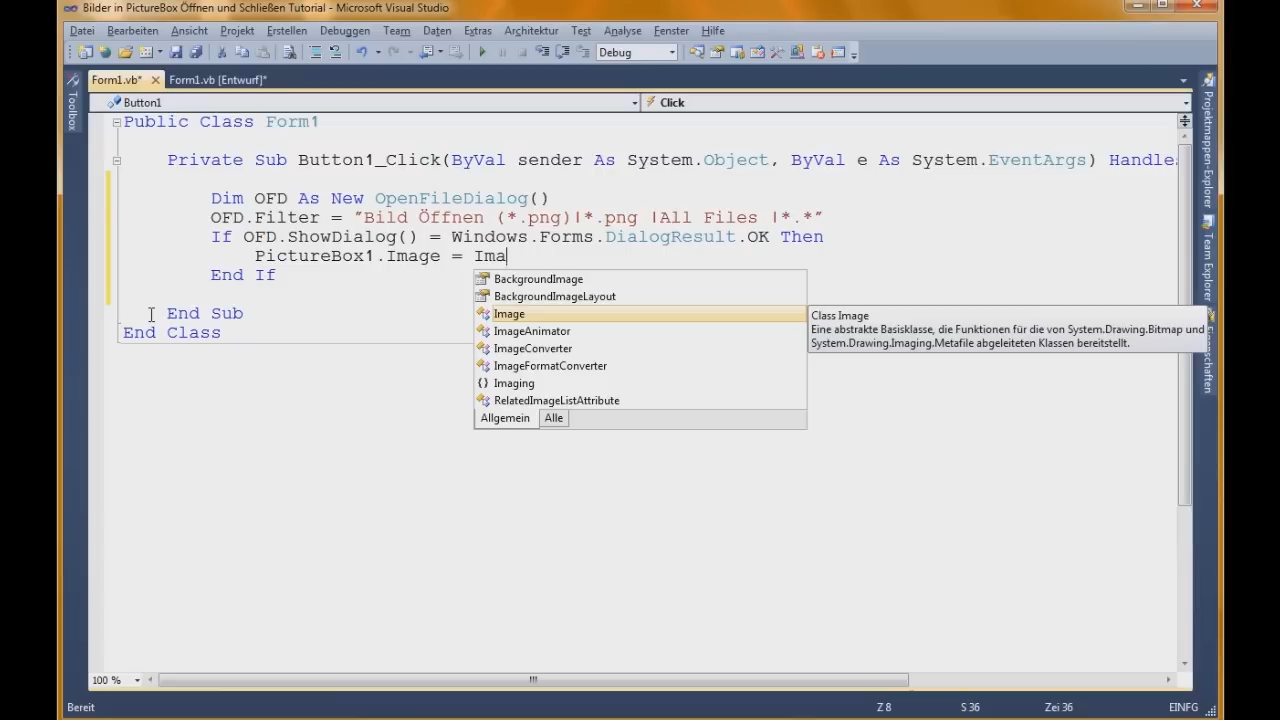 Bilder in PictureBox Öffnen und Schließen Tutorial - Microsoft Visual Studio
Datei Bearbeiten Ansicht Projekt Erstellen Debuggen Team Daten Extras Architektur Test Analyse Fenster Hilfe
Debug
Form1.vb* Form1.vb [Entwurf]*
Toolbox
Button1 Click
Public Class Form1
Private Sub Button1_Click(ByVal sender As System.Object, ByVal e As System.EventArgs) Handles
Dim OFD As New OpenFileDialog()
OFD.Filter = "Bild Öffnen (*.png)|*.png |All Files |*.*"
If OFD.ShowDialog() = Windows.Forms.DialogResult.OK Then
PictureBox1.Image = Ima
End If
End Sub
End Class
BackgroundImage
BackgroundImageLayout
Image
ImageAnimator
ImageConverter
ImageFormatConverter
Imaging
RelatedImageListAttribute
Allgemein Alle
Class Image
Eine abstrakte Basisklasse, die Funktionen für die von System.Drawing.Bitmap und
System.Drawing.Imaging.Metafile abgeleiteten Klassen bereitstellt.
Projektmappen-Explorer
Team Explorer
Eigenschaften
100 %
Bereit Z 8 S 36 Zei 36 EINFG